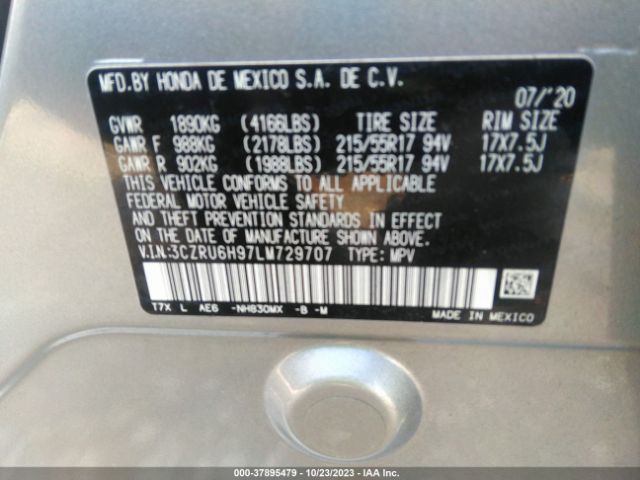 MFD.BY HONDA DE MEXICO S.A. DE C.V.
07/'20
GVWR 1890KG (4166LBS) TIRE SIZE RIM SIZE
GAWR F 988KG (2178LBS) 215/55R17 94V 17X7.5J
GAWR R 902KG (1988LBS) 215/55R17 94V 17X7.5J
THIS VEHICLE CONFORMS TO ALL APPLICABLE
FEDERAL MOTOR VEHICLE SAFETY
AND THEFT PREVENTION STANDARDS IN EFFECT
ON THE DATE OF MANUFACTURE SHOWN ABOVE.
V.I.N:3CZRU6H97LM729707 TYPE: MPV
T7X L AE6 -NH830MX -B -M
MADE IN MEXICO
000-37895479 | 10/23/2023 | IAA Inc.